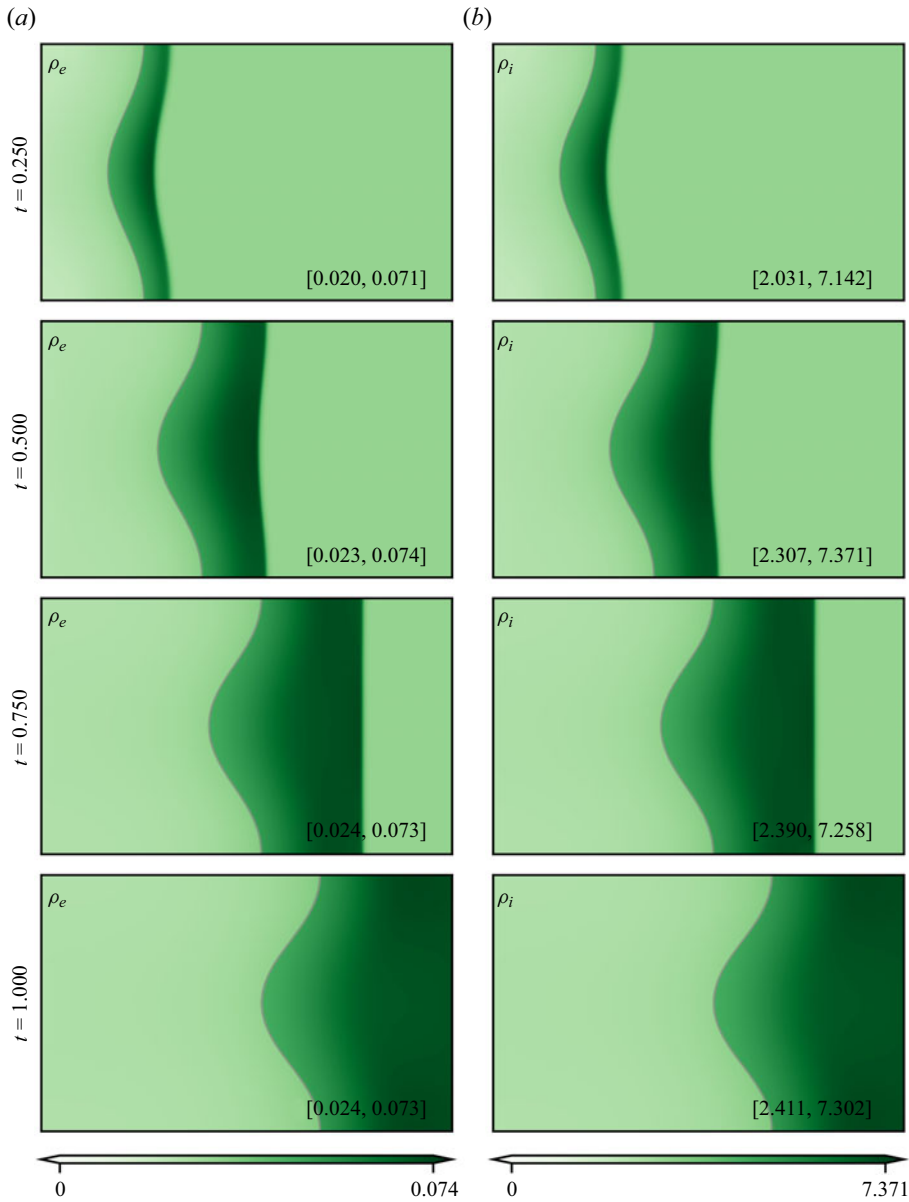 (a) (b)
ρe ρi
t = 0.250
[0.020, 0.071] [2.031, 7.142]
ρe ρi
t = 0.500
[0.023, 0.074] [2.307, 7.371]
ρe ρi
t = 0.750
[0.024, 0.073] [2.390, 7.258]
ρe ρi
t = 1.000
[0.024, 0.073] [2.411, 7.302]
0 0.074 0 7.371